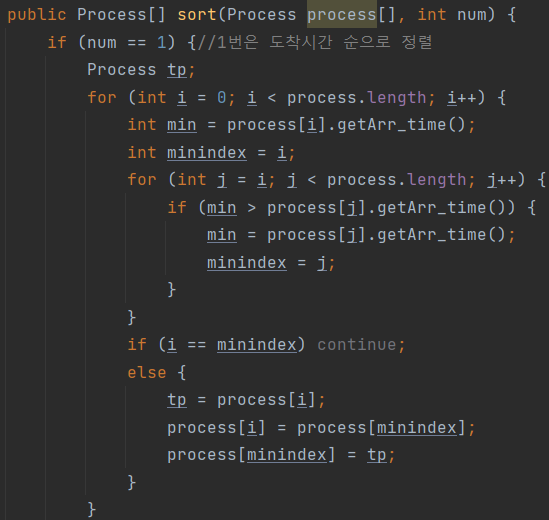 public Process[] sort(Process process[], int num) {
    if (num == 1) {//1번은 도착시간 순으로 정렬
        Process tp;
        for (int i = 0; i < process.length; i++) {
            int min = process[i].getArr_time();
            int minindex = i;
            for (int j = i; j < process.length; j++) {
                if (min > process[j].getArr_time()) {
                    min = process[j].getArr_time();
                    minindex = j;
                }
            }
            if (i == minindex) continue;
            else {
                tp = process[i];
                process[i] = process[minindex];
                process[minindex] = tp;
            }
        }